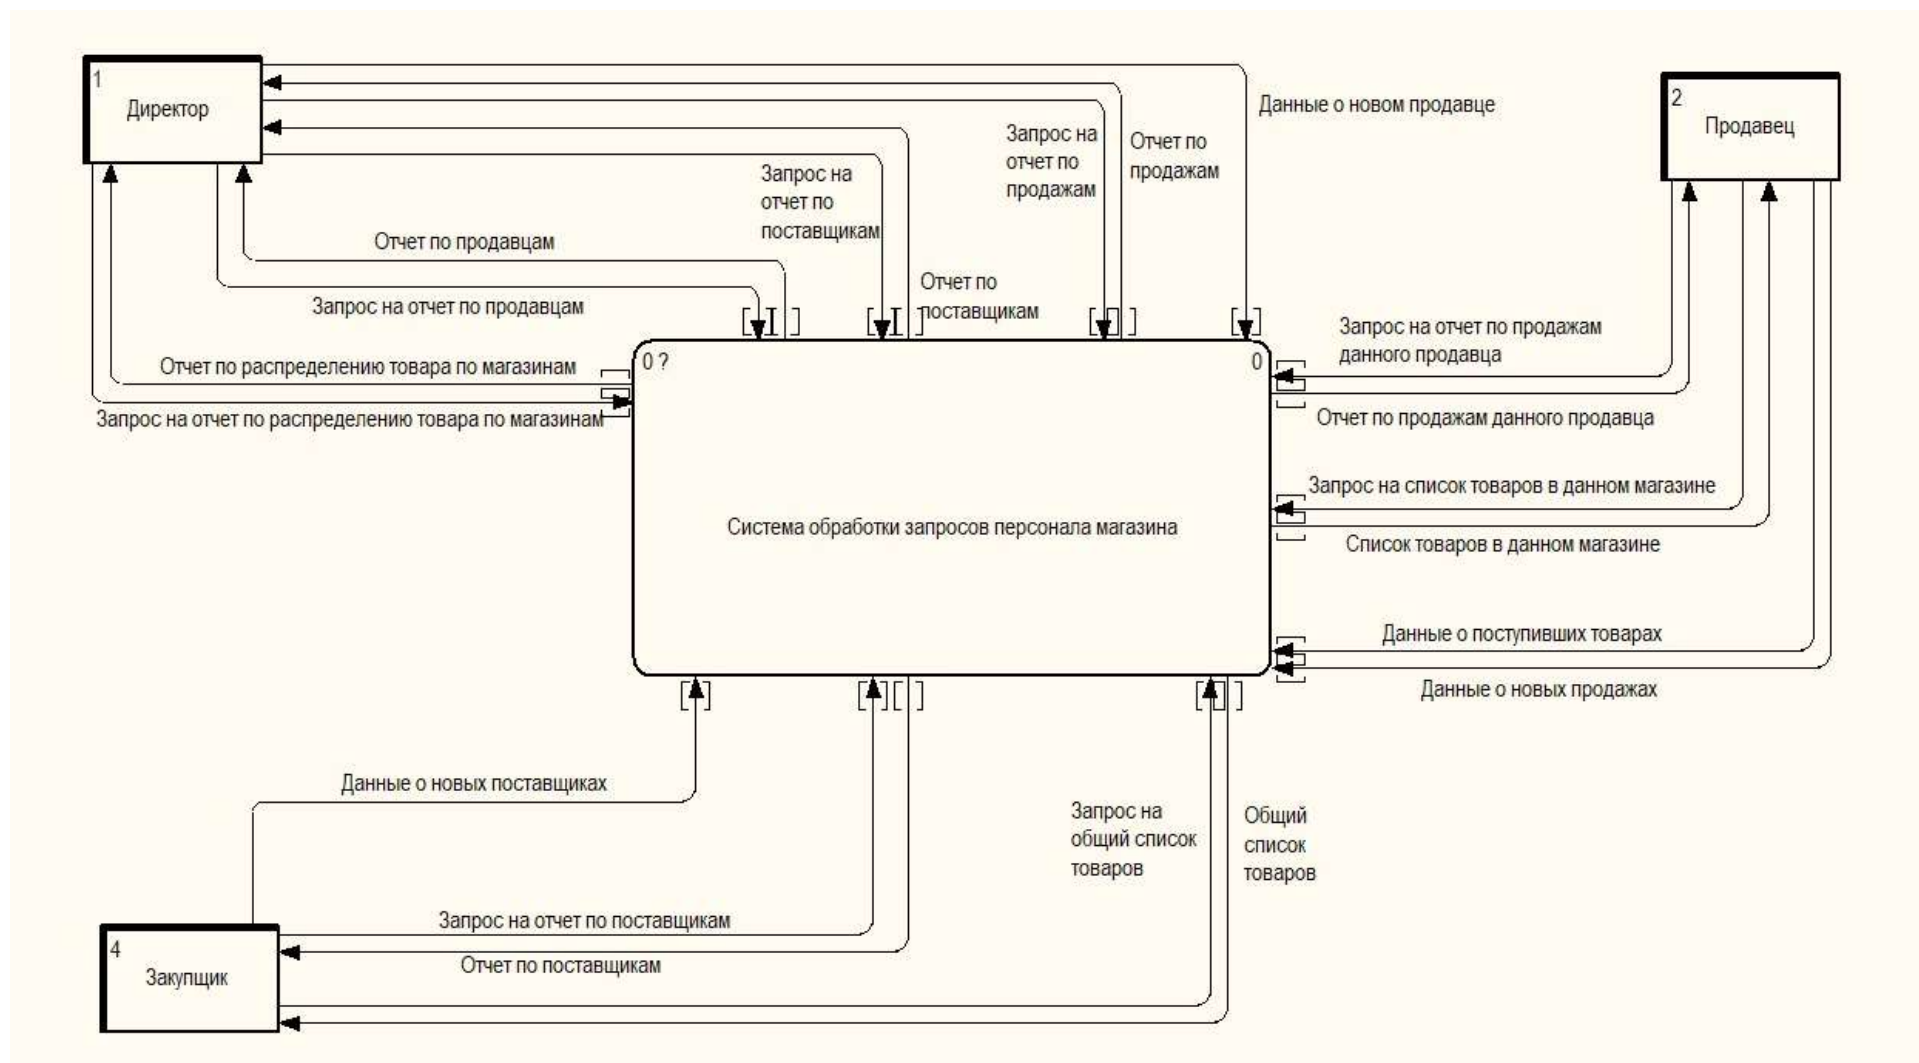 1
Директор
2
Продавец
Данные о новом продавце
Запрос на
отчет по
продажам
Отчет по
продажам
Запрос на
отчет по
поставщикам
Отчет по продавцам
Отчет по
поставщикам
Запрос на отчет по продавцам
Запрос на отчет по продажам
данного продавца
0 ?
0
Отчет по распределению товара по магазинам
Запрос на отчет по распределению товара по магазинам
Отчет по продажам данного продавца
Запрос на список товаров в данном магазине
Система обработки запросов персонала магазина
Список товаров в данном магазине
Данные о поступивших товарах
Данные о новых продажах
Данные о новых поставщиках
Запрос на
общий список
товаров
Общий
список
товаров
Запрос на отчет по поставщикам
4
Закупщик
Отчет по поставщикам